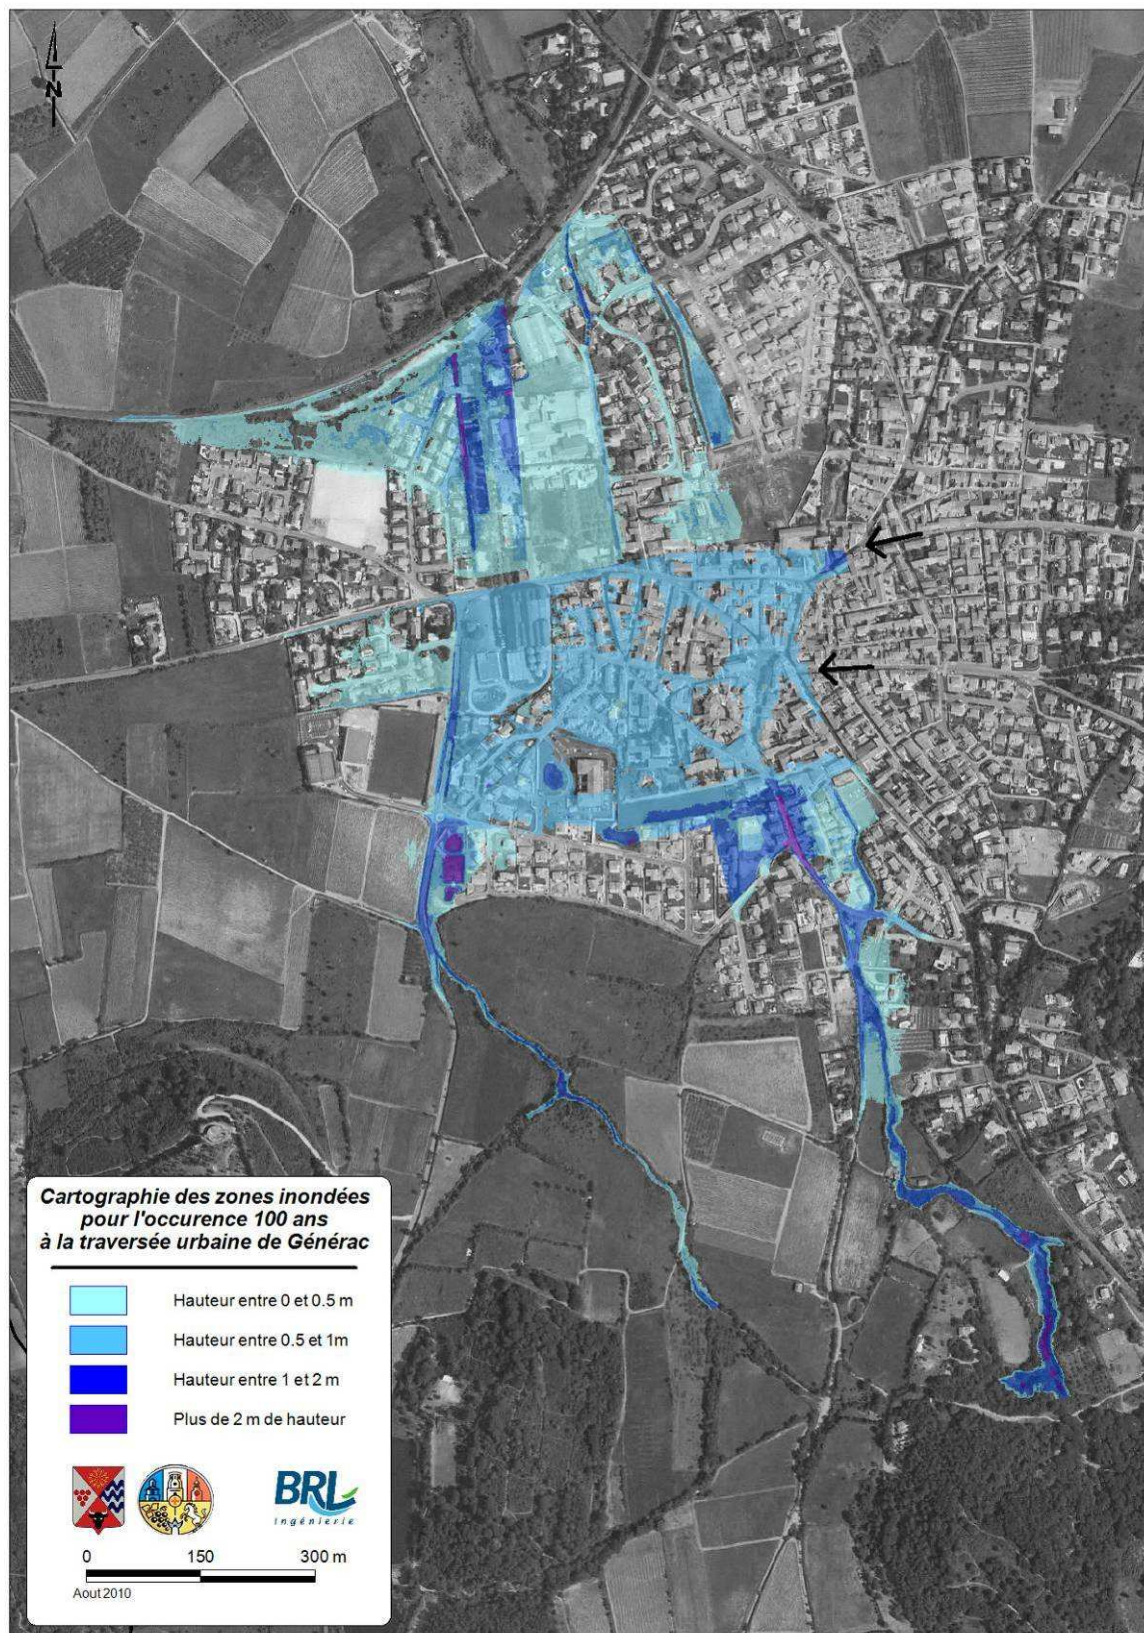 N
Cartographie des zones inondées
pour l'occurence 100 ans
à la traversée urbaine de Générac
Hauteur entre 0 et 0.5 m
Hauteur entre 0.5 et 1m
Hauteur entre 1 et 2 m
Plus de 2 m de hauteur
BRL
Ingénierie
0 150 300 m
Aout 2010